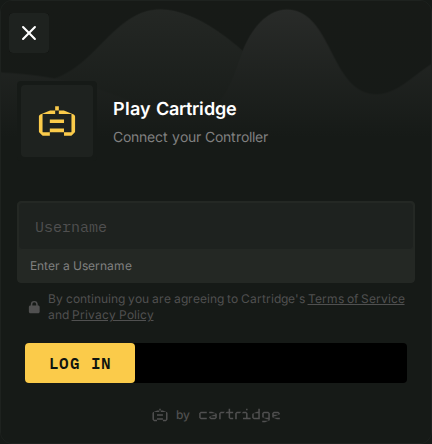 Play Cartridge
Connect your Controller
Username
Enter a Username
By continuing you are agreeing to Cartridge's Terms of Service
and Privacy Policy
LOG IN
by cartridge